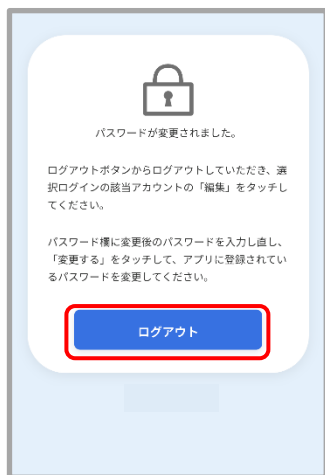 パスワードが変更されました。
ログアウトボタンからログアウトしていただき、選
択ログインの該当アカウントの「編集」をタッチし
てください。
パスワード欄に変更後のパスワードを入力し直し、
「変更する」をタッチして、アプリに登録されてい
るパスワードを変更してください。
ログアウト